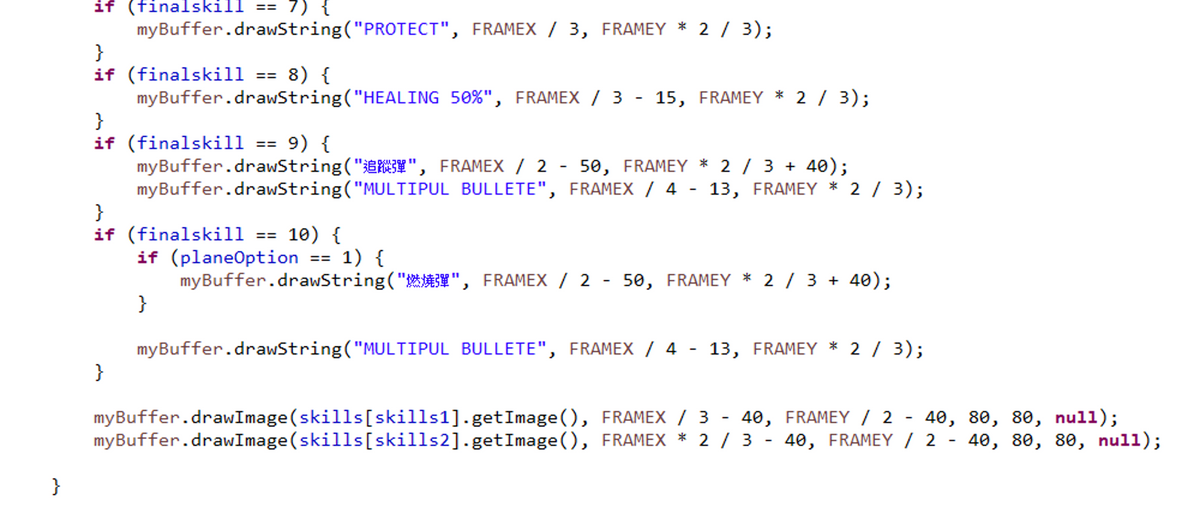 if (finalskill == 7) {
myBuffer.drawString("PROTECT", FRAMEX / 3, FRAMEY * 2 / 3);
}
if (finalskill == 8) {
myBuffer.drawString("HEALING 50%", FRAMEX / 3 - 15, FRAMEY * 2 / 3);
}
if (finalskill == 9) {
myBuffer.drawString("追蹤彈", FRAMEX / 2 - 50, FRAMEY * 2 / 3 + 40);
myBuffer.drawString("MULTIPUL BULLETE", FRAMEX / 4 - 13, FRAMEY * 2 / 3);
}
if (finalskill == 10) {
if (planeOption == 1) {
myBuffer.drawString("燃燒彈", FRAMEX / 2 - 50, FRAMEY * 2 / 3 + 40);
}
myBuffer.drawString("MULTIPUL BULLETE", FRAMEX / 4 - 13, FRAMEY * 2 / 3);
}
myBuffer.drawImage(skills[skills1].getImage(), FRAMEX / 3 - 40, FRAMEY / 2 - 40, 80, 80, null);
myBuffer.drawImage(skills[skills2].getImage(), FRAMEX * 2 / 3 - 40, FRAMEY / 2 - 40, 80, 80, null);
}